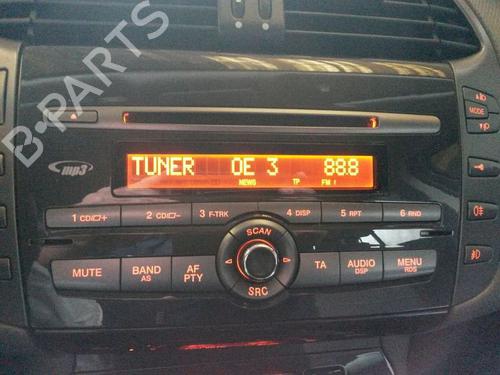 B-PARTS
mp3
TUNER OE 3 88.8
NEWS TP FM 1
MODE
1 CD+
2 CD-
3 F-TRK
4 DISP
5 RPT
6 RND
SCAN
MUTE
BAND
AS
AF
PTY
SRC
TA
AUDIO
DSP
MENU
RDS